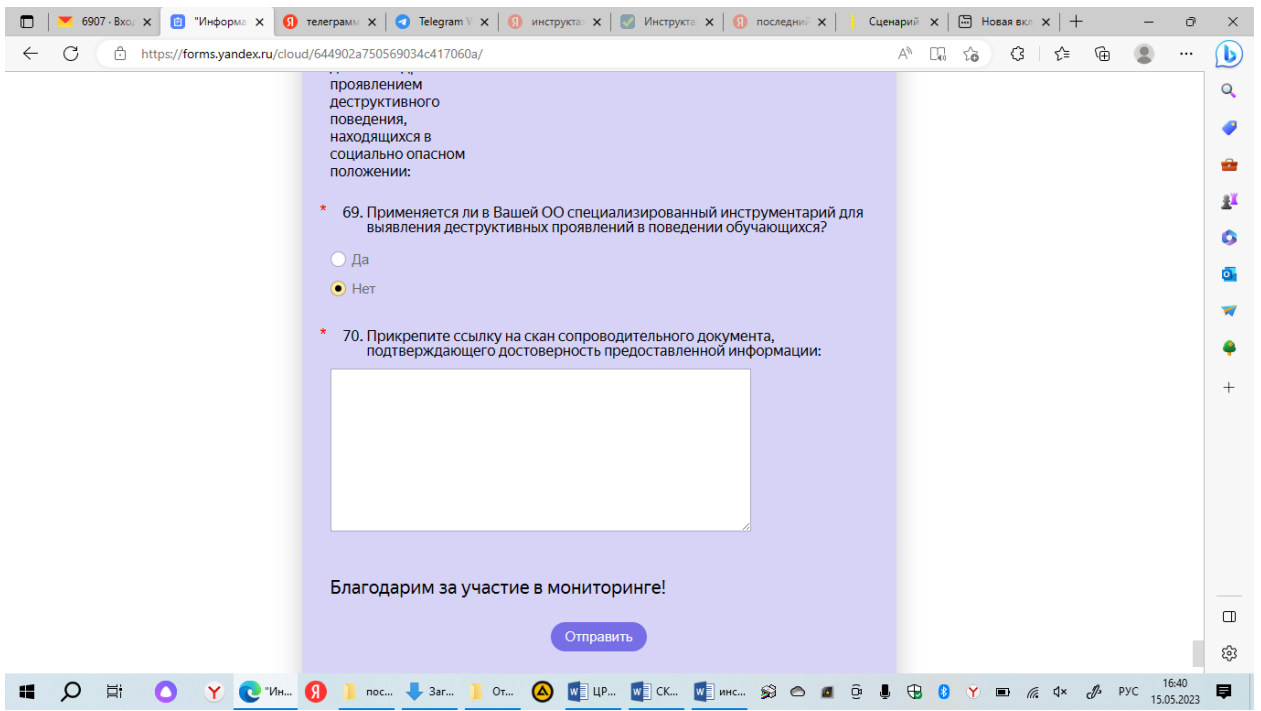 6907 · Вхо
"Информа
телеграмм
Telegram
инструкта
Инструкта
последний
Сценарий
Новая вкл
https://forms.yandex.ru/cloud/644902a750569034c417060a/
проявлением
деструктивного
поведения,
находящихся в
социально опасном
положении:
* 69. Применяется ли в Вашей ОО специализированный инструментарий для
выявления деструктивных проявлений в поведении обучающихся?
Да
Нет
* 70. Прикрепите ссылку на скан сопроводительного документа,
подтверждающего достоверность предоставленной информации:
Благодарим за участие в мониторинге!
Отправить
"Ин...
пос...
Заг...
От...
ЦР...
СК...
инс...
РУС
16:40
15.05.2023